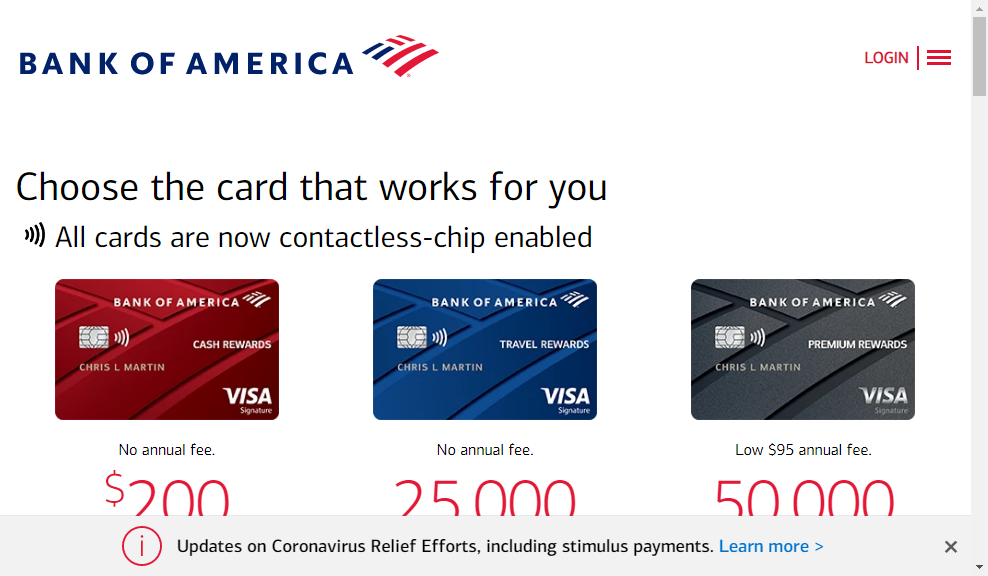 BANK OF AMERICA
LOGIN
Choose the card that works for you
All cards are now contactless-chip enabled
BANK OF AMERICA
CASH REWARDS
CHRIS L MARTIN
VISA
Signature
BANK OF AMERICA
TRAVEL REWARDS
CHRIS L MARTIN
VISA
Signature
BANK OF AMERICA
PREMIUM REWARDS
CHRIS L MARTIN
VISA
Signature
No annual fee.
No annual fee.
Low $95 annual fee.
$200
25,000
50,000
Updates on Coronavirus Relief Efforts, including stimulus payments. Learn more >